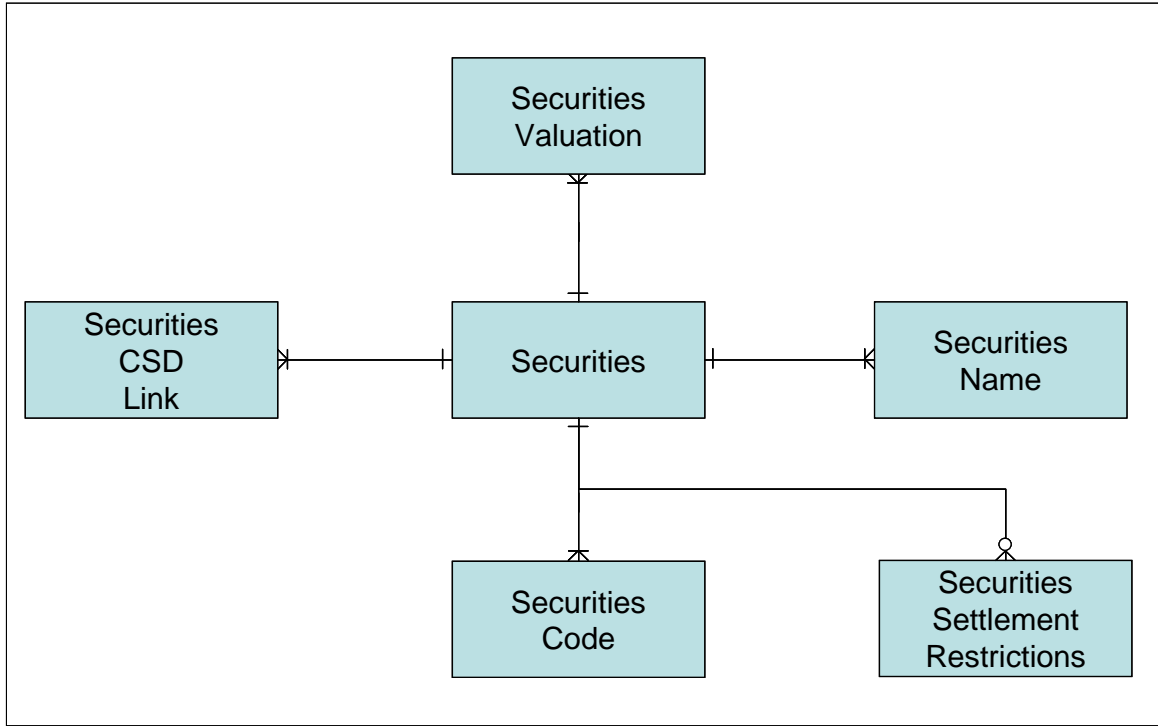 Securities
Valuation
Securities
CSD
Link
Securities
Securities
Name
Securities
Code
Securities
Settlement
Restrictions